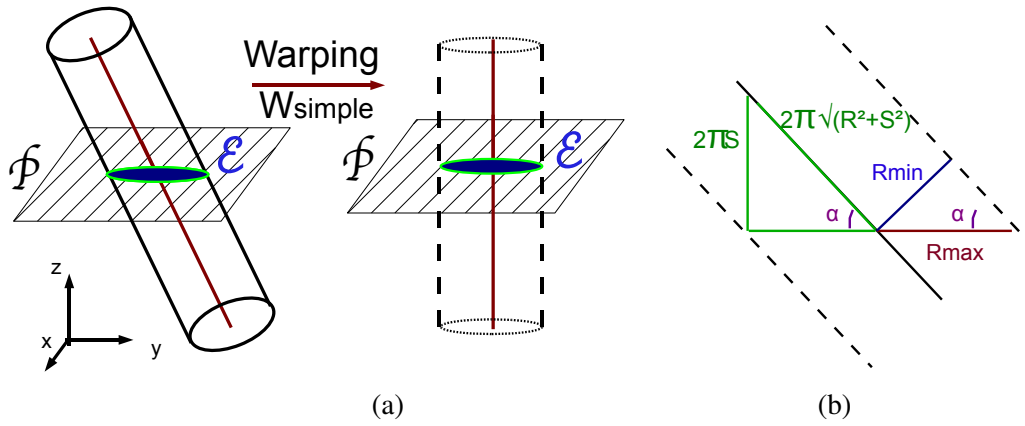 Warping
Wsimple
𝒫
ℰ
z
x
y
𝒫
ℰ
2πS
2π√(R²+S²)
Rmin
α
α
Rmax
(a)
(b)